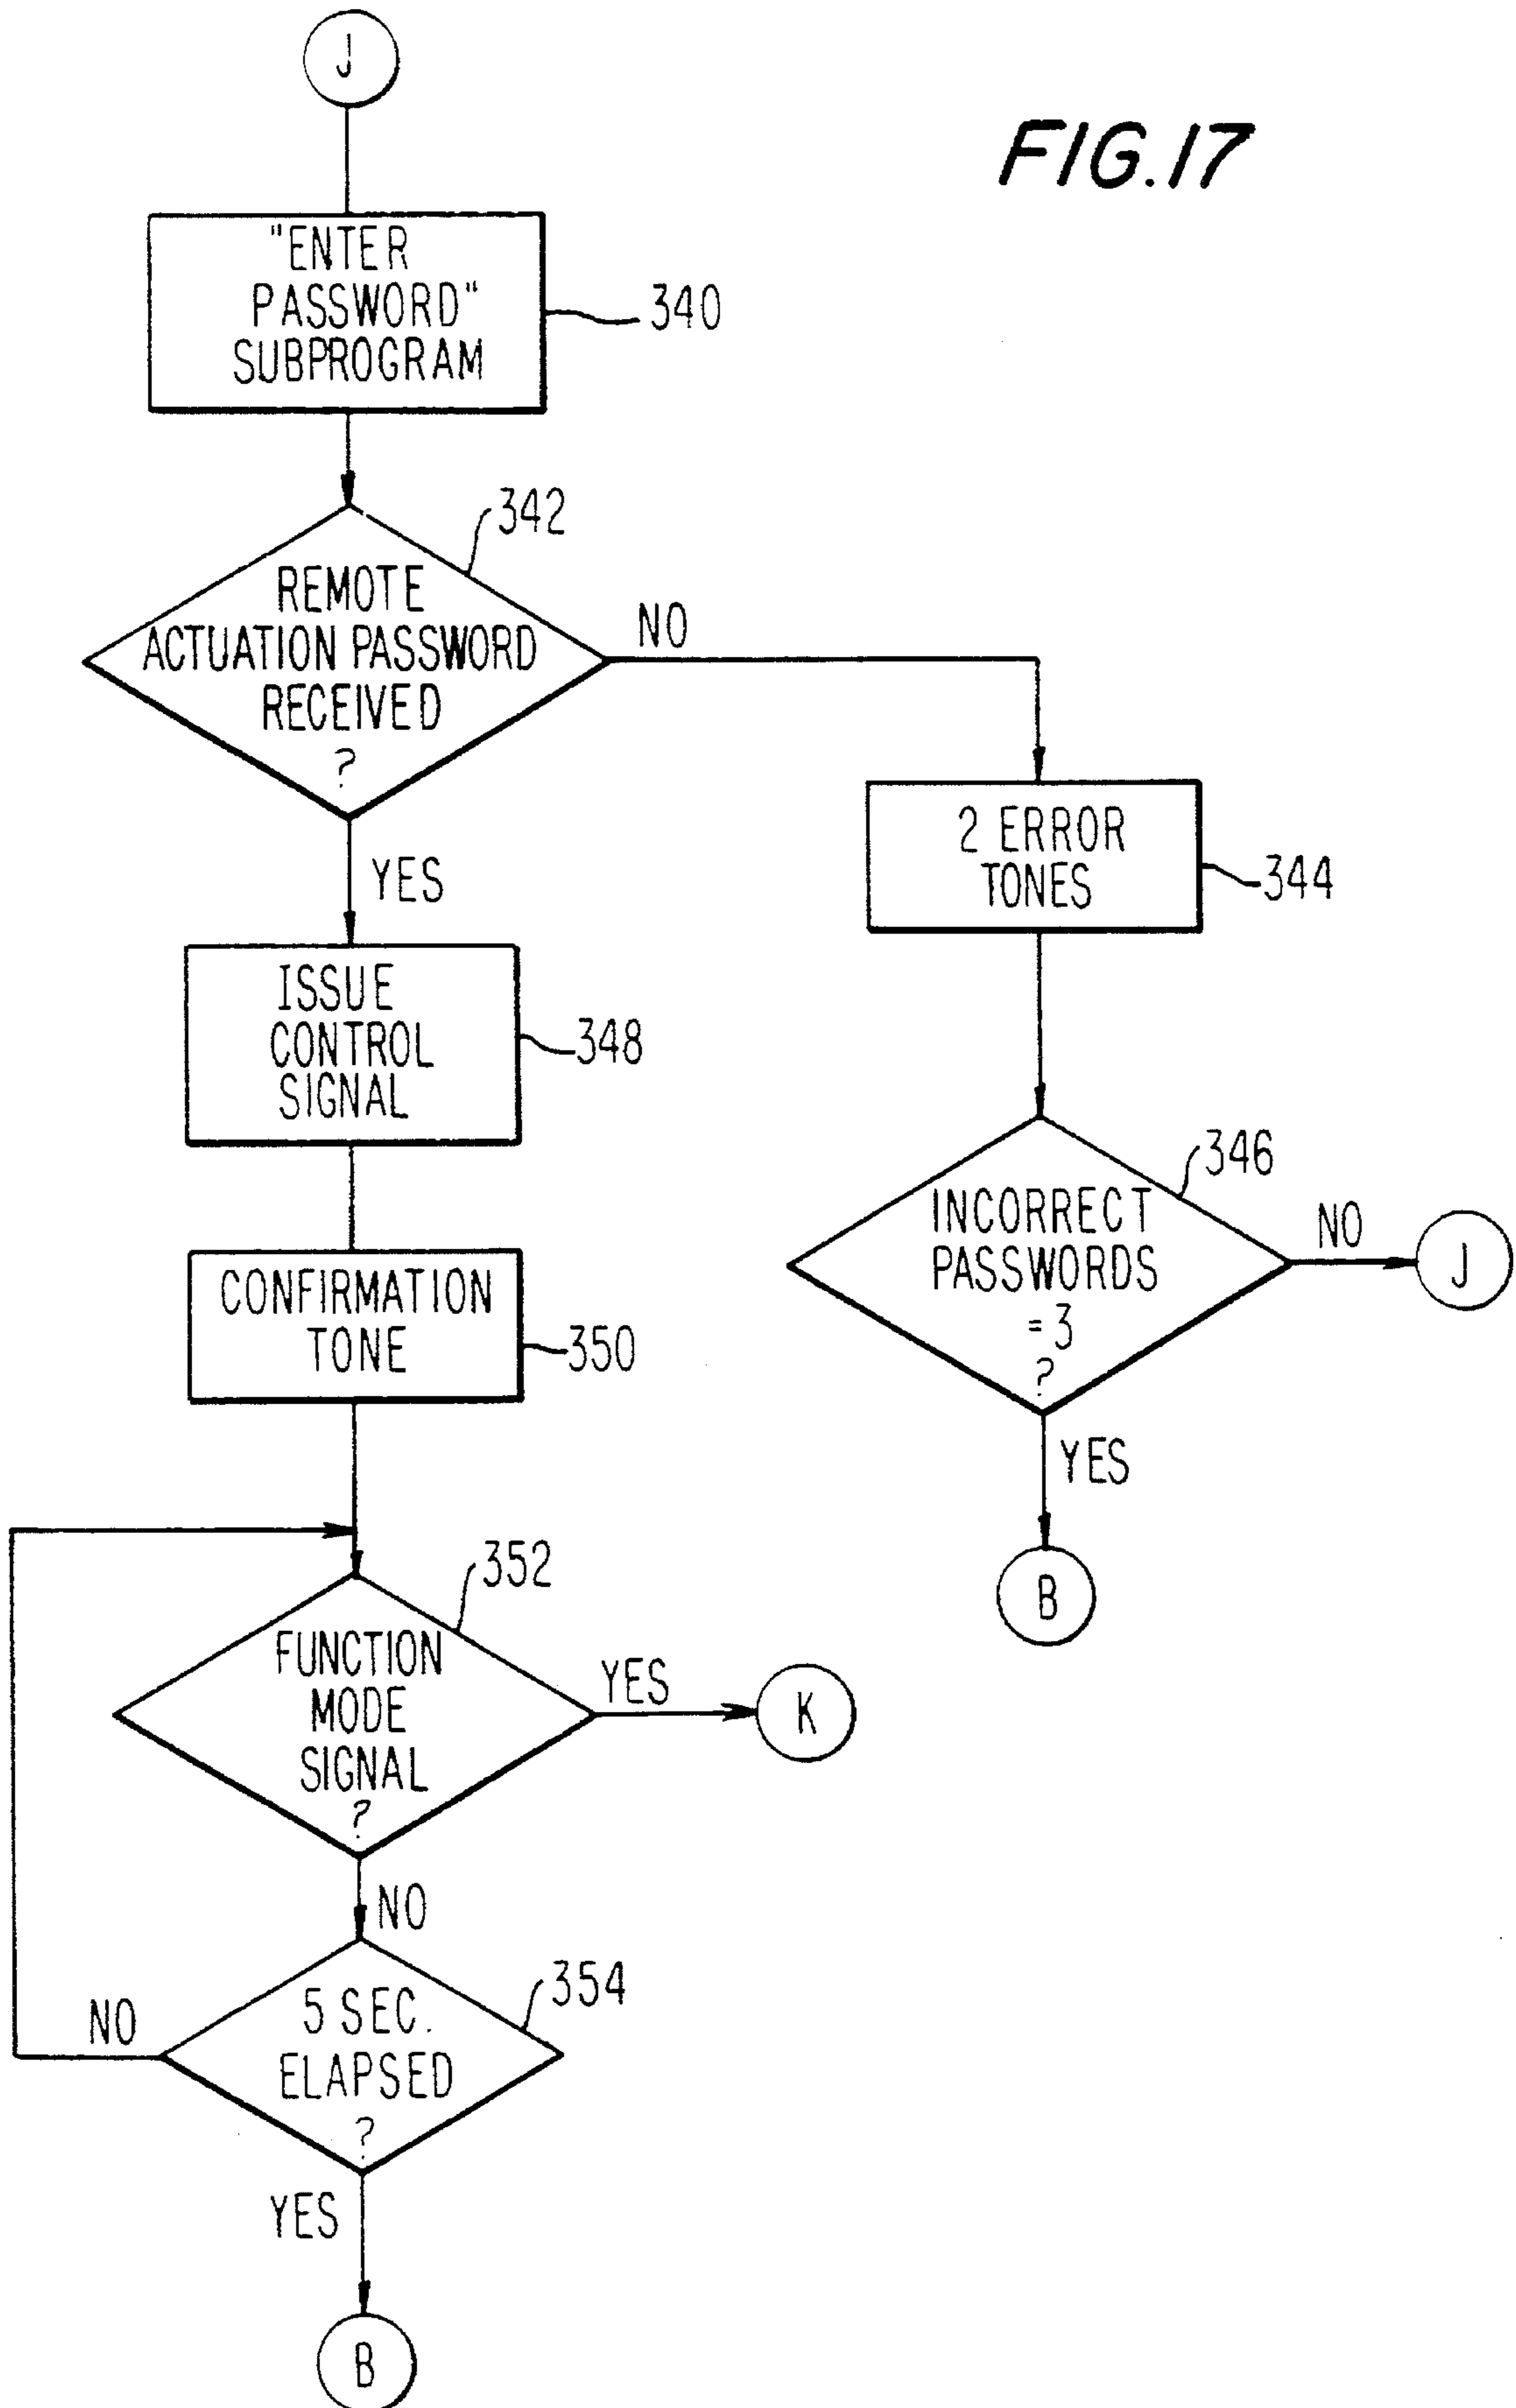 J
FIG.17
"ENTER
PASSWORD"
SUBPROGRAM
340
342
REMOTE
ACTUATION PASSWORD
RECEIVED
?
NO
YES
2 ERROR
TONES
344
ISSUE
CONTROL
SIGNAL
348
346
INCORRECT
PASSWORDS
=3
?
NO
J
YES
B
CONFIRMATION
TONE
350
352
FUNCTION
MODE
SIGNAL
?
YES
K
NO
354
5 SEC.
ELAPSED
?
NO
YES
B